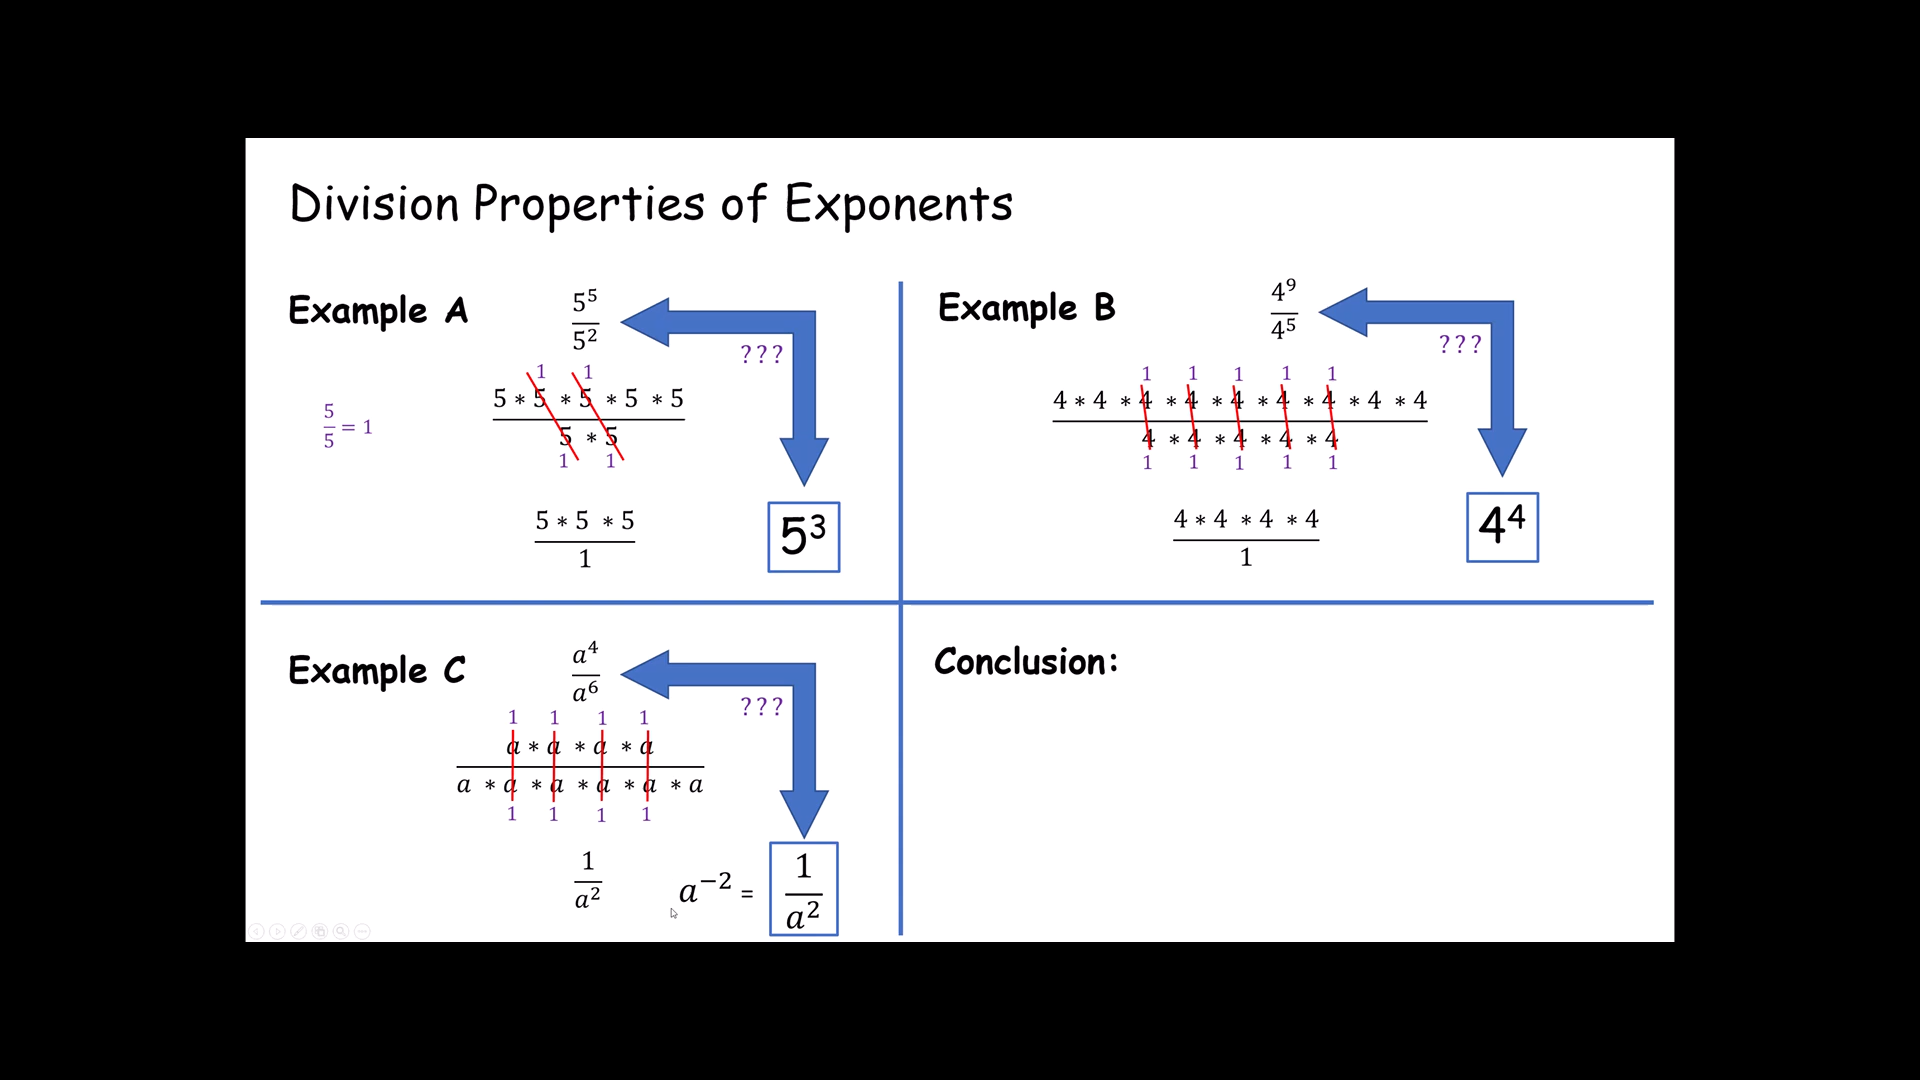 Division Properties of Exponents
Example A
5⁵
5²
???
1 1
5 * 5 * 5 * 5 * 5
5 * 5
1 1
5
5
= 1
5 * 5 * 5
1
5³
Example B
4⁹
4⁵
???
1 1 1 1 1
4 * 4 * 4 * 4 * 4 * 4 * 4 * 4 * 4
4 * 4 * 4 * 4 * 4
1 1 1 1 1
4 * 4 * 4 * 4
1
4⁴
Example C
a⁴
a⁶
???
1 1 1 1
a * a * a * a
a * a * a * a * a * a
1 1 1 1
1
a²
a⁻² =
1
a²
Conclusion: